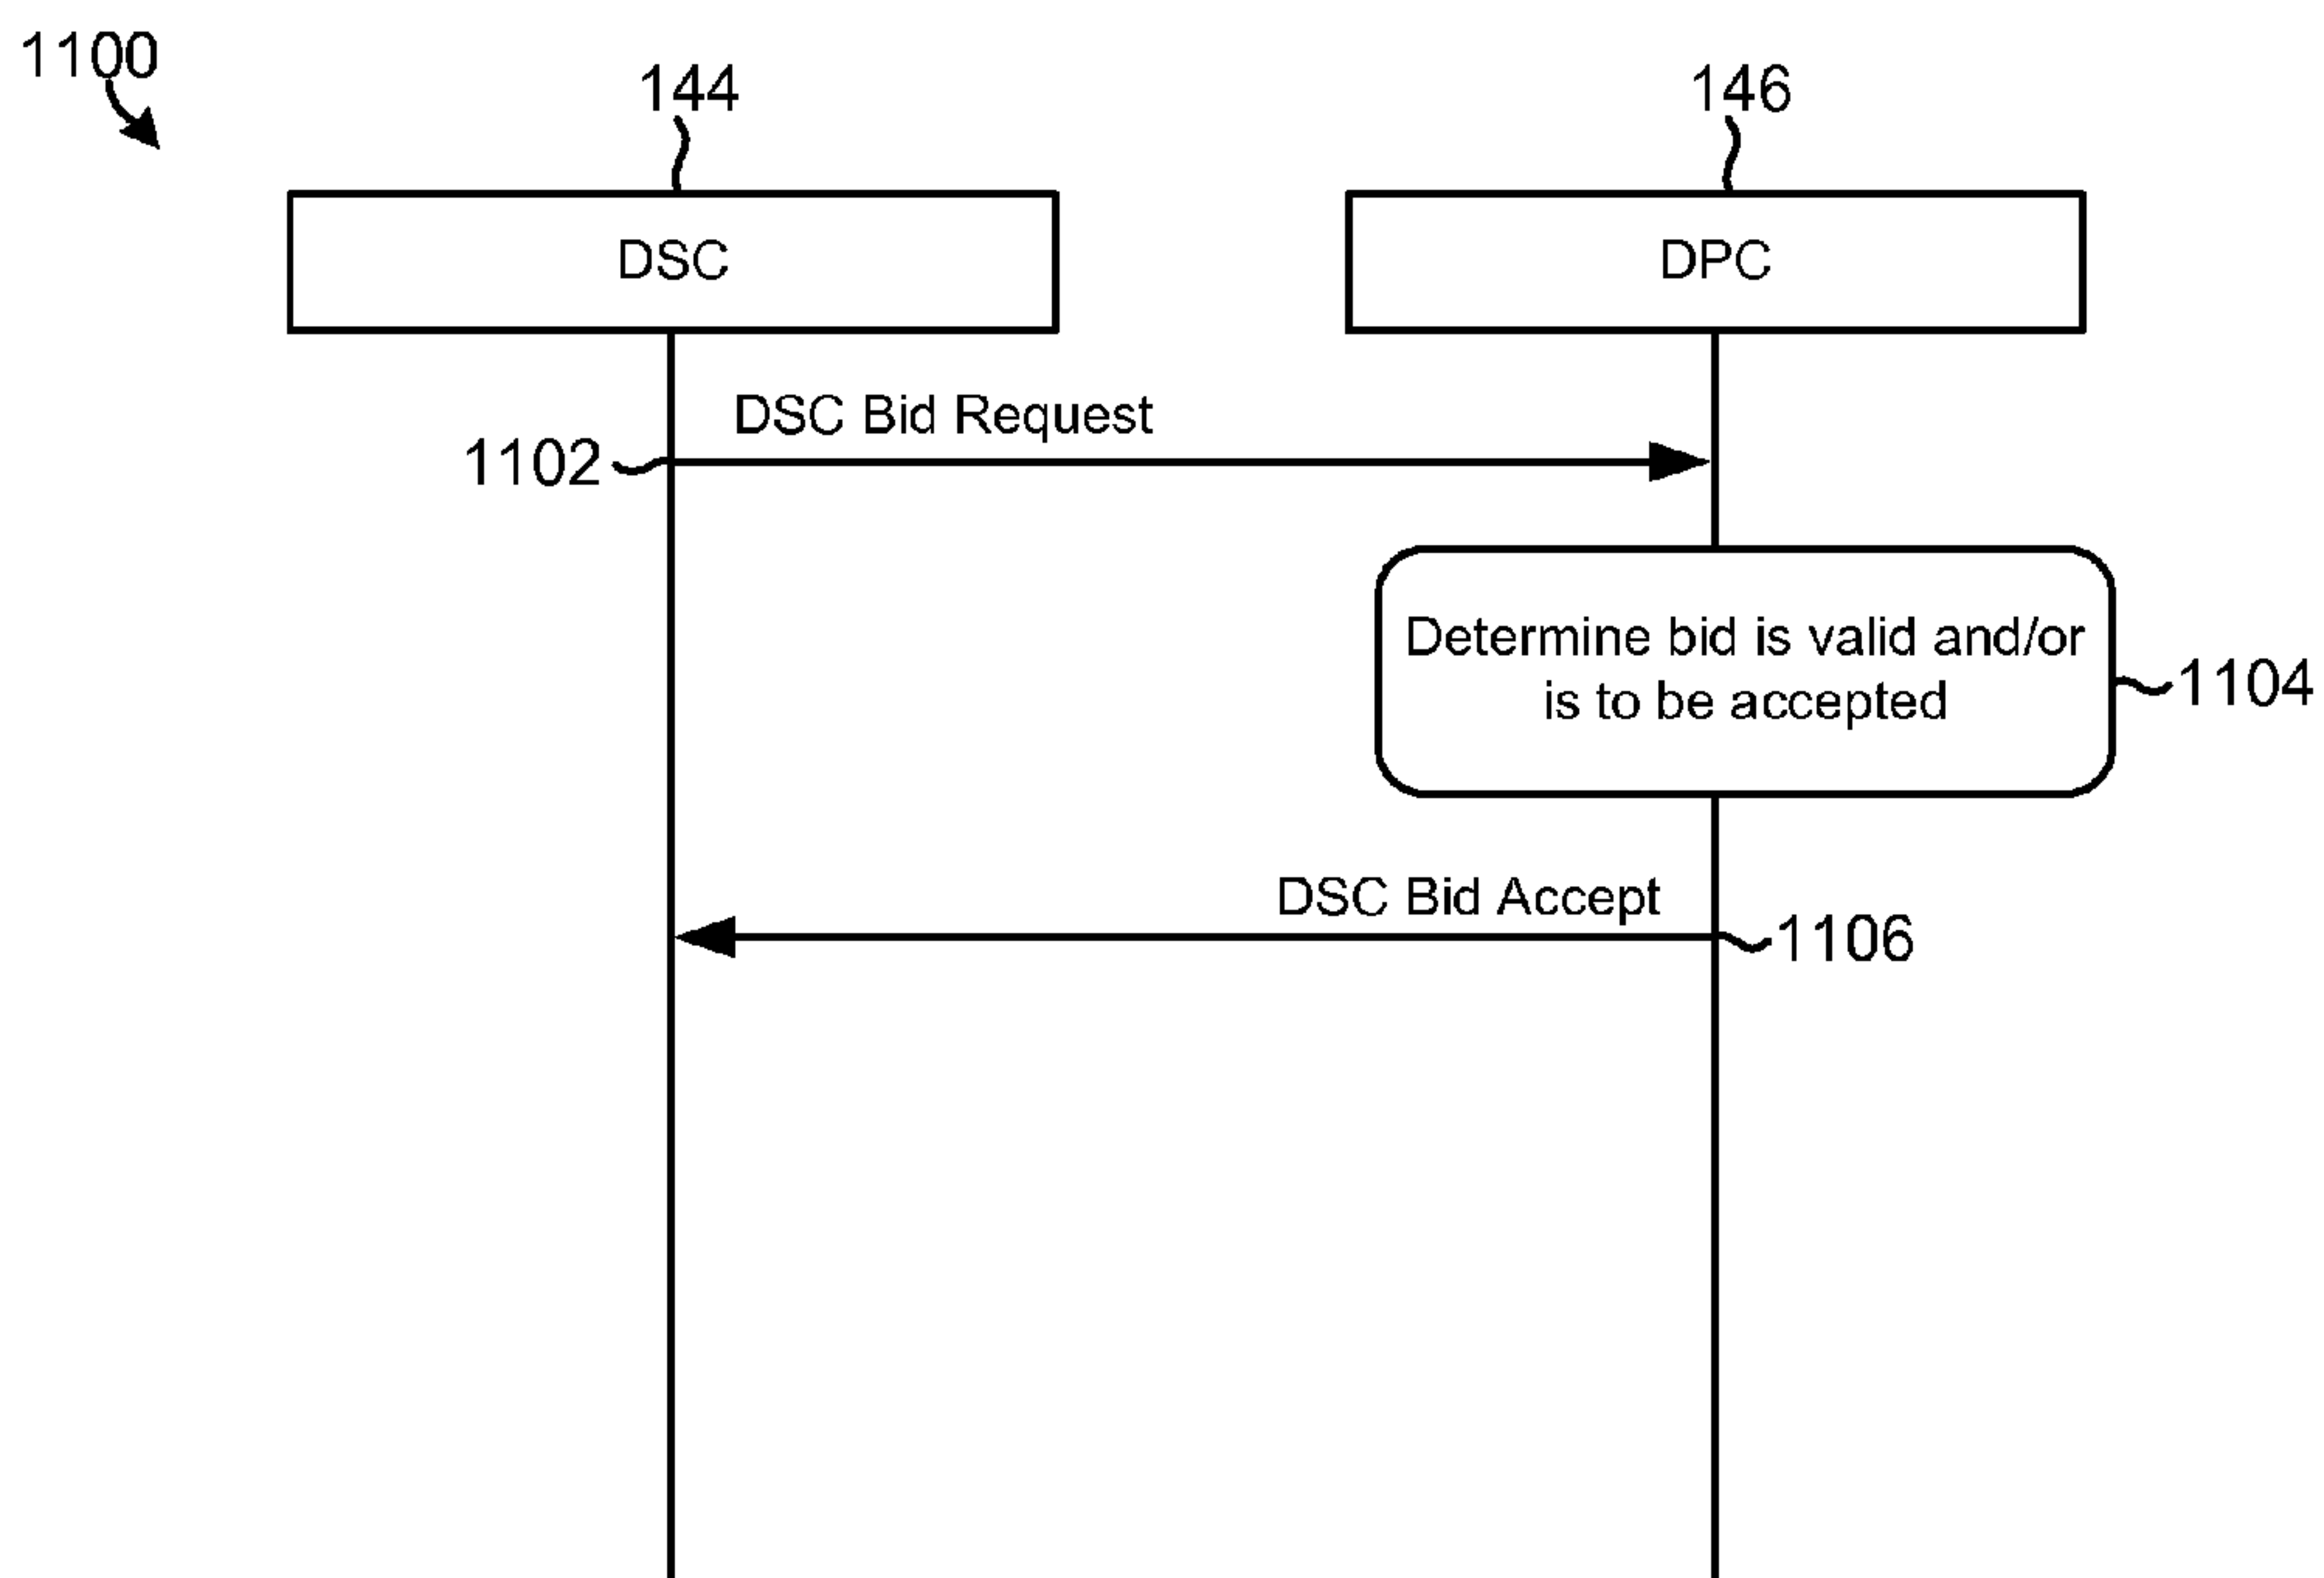 1100
144
146
DSC
DPC
DSC Bid Request
1102
Determine bid is valid and/or
is to be accepted
1104
DSC Bid Accept
1106